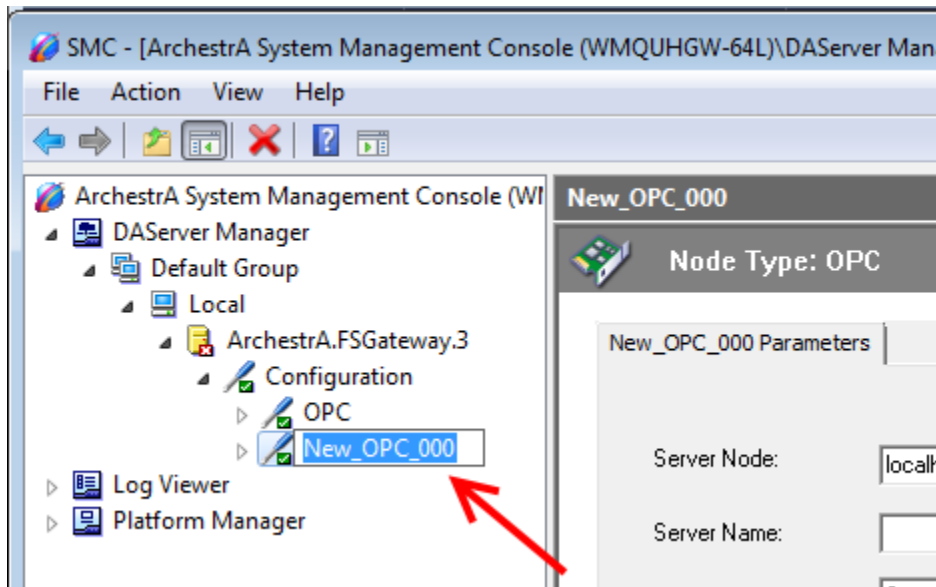 SMC - [ArchestrA System Management Console (WMQUHGW-64L)\DAServer Man
File Action View Help
ArchestrA System Management Console (WI
New_OPC_000
DAServer Manager
Node Type: OPC
Default Group
Local
ArchestrA.FSGateway.3
New_OPC_000 Parameters
Configuration
OPC
New_OPC_000
Server Node:
localh
Log Viewer
Platform Manager
Server Name: